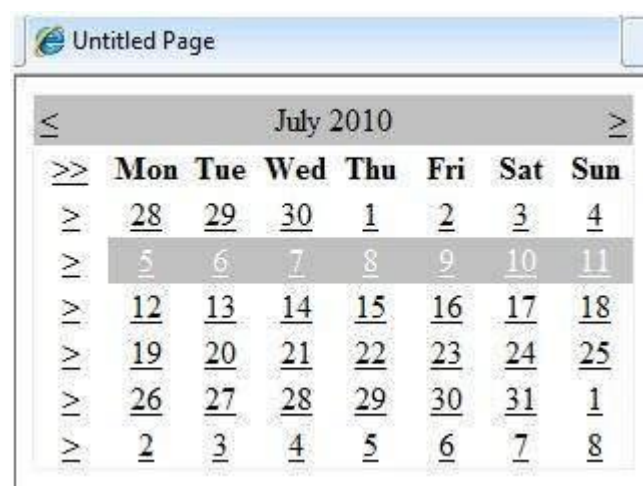 Untitled Page
< July 2010 >
>> Mon Tue Wed Thu Fri Sat Sun
> 28 29 30 1 2 3 4
> 5 6 7 8 9 10 11
> 12 13 14 15 16 17 18
> 19 20 21 22 23 24 25
> 26 27 28 29 30 31 1
> 2 3 4 5 6 7 8